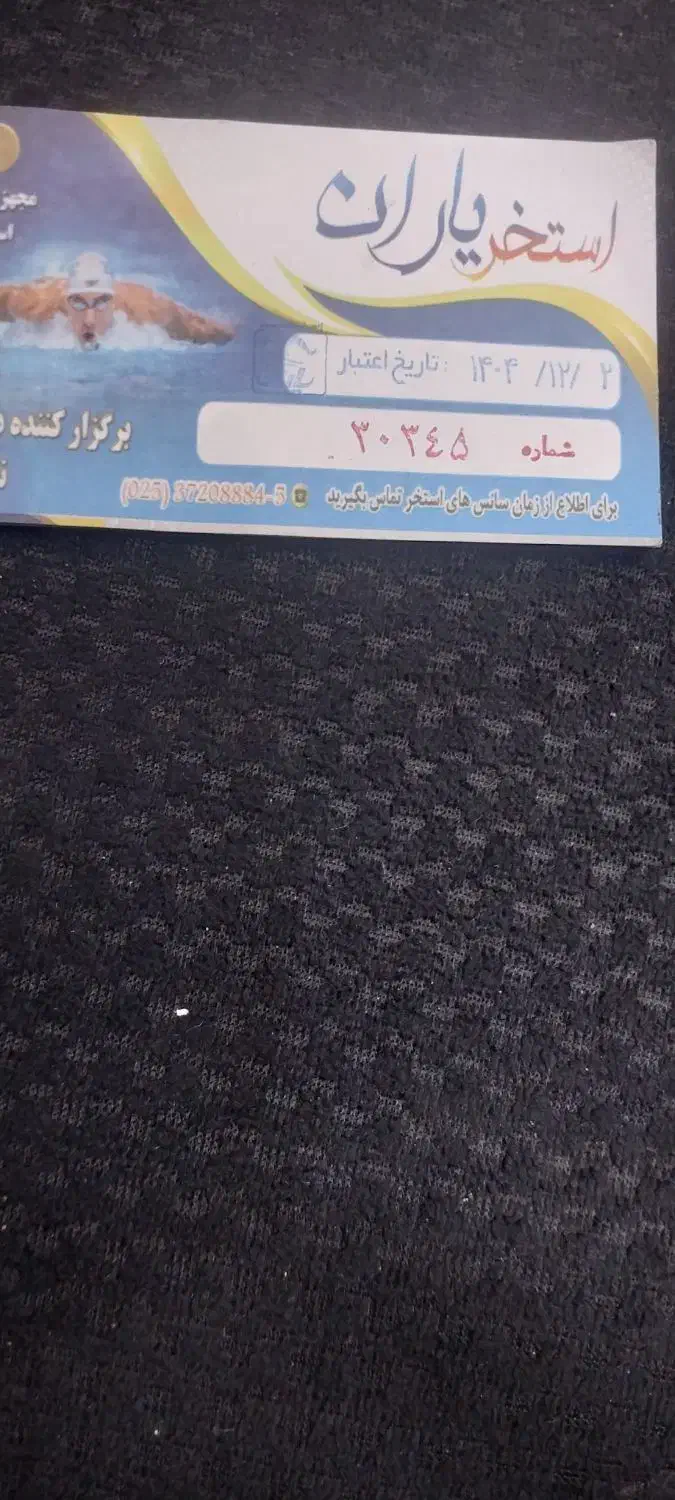 استخر یاران
تاریخ اعتبار : ۲ /۱۲/ ۱۴۰۴
شماره ۳۰۳۴۵
برای اطلاع از زمان سانس های استخر تماس بگیرید (025) 37208884-5
برگزار کننده